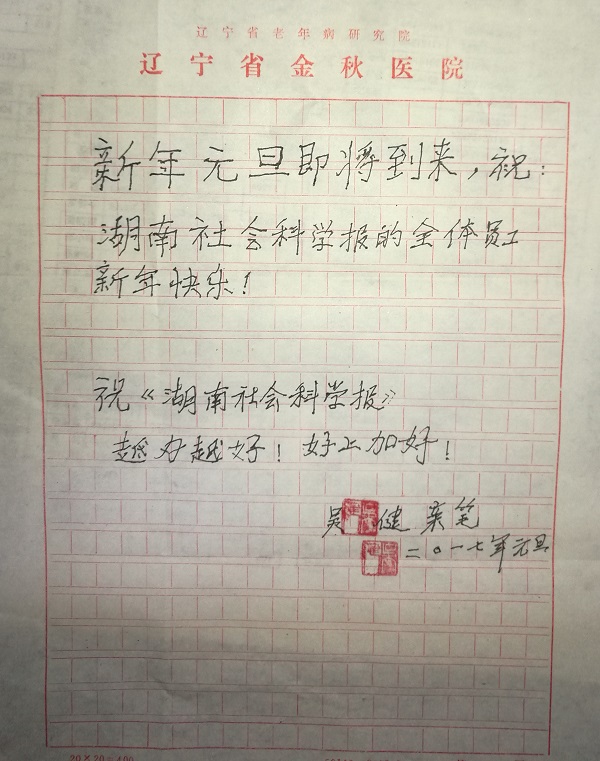 辽宁省老年病研究院
辽宁省金秋医院
新年元旦即将到来，祝：
湖南社会科学报的全体员工
新年快乐！
祝《湖南社会科学报》
越办越好！好上加好！
吴 健 亲笔
二〇一七年元旦
20×20=400